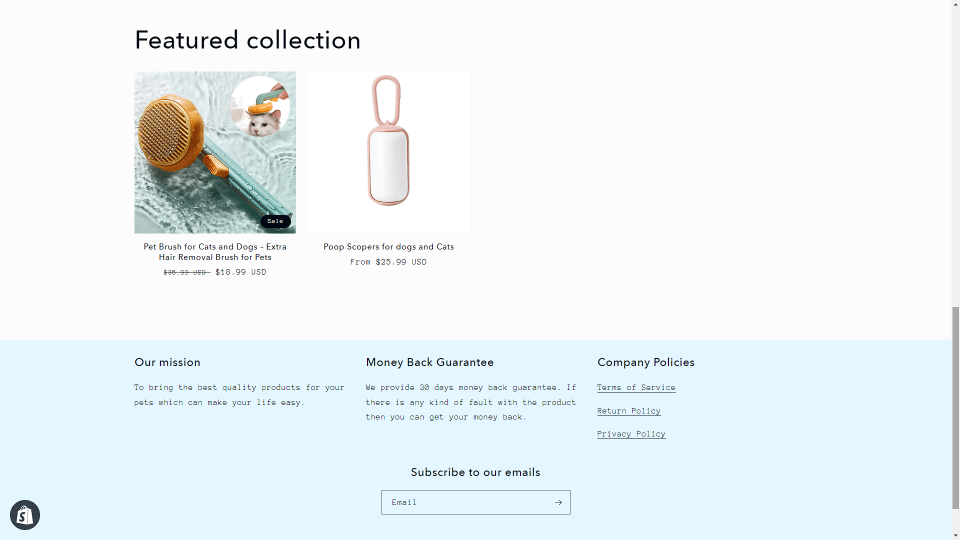 Featured collection
Sale
Pet Brush for Cats and Dogs - Extra
Hair Removal Brush for Pets
$18.99 USD
Poop Scopers for dogs and Cats
From $25.99 USD
Our mission
To bring the best quality products for your
pets which can make your life easy.
Money Back Guarantee
We provide 30 days money back guarantee. If
there is any kind of fault with the product
then you can get your money back.
Company Policies
Terms of Service
Return Policy
Privacy Policy
Subscribe to our emails
Email